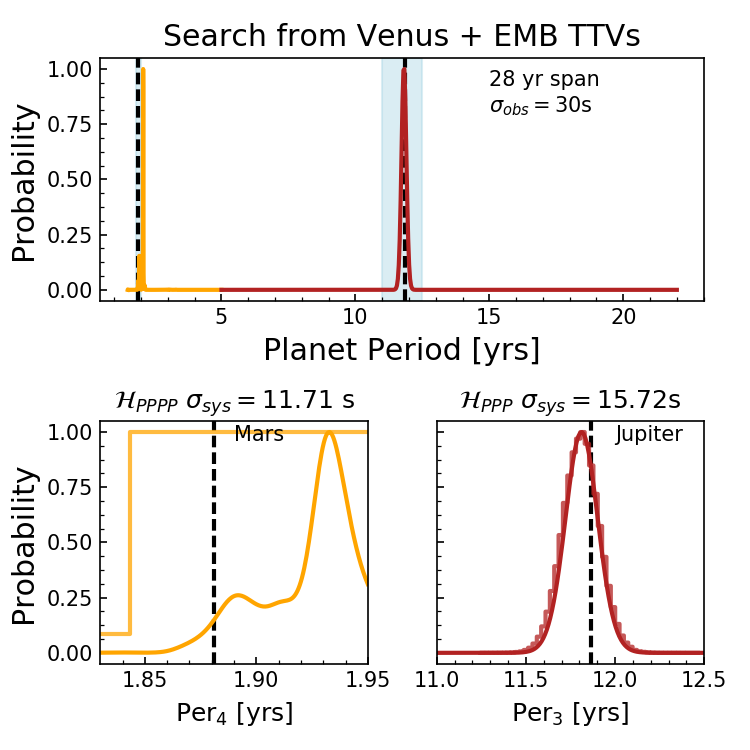 Search from Venus + EMB TTVs
28 yr span
σ_obs = 30s
Probability
1.00
0.75
0.50
0.25
0.00
5 10 15 20
Planet Period [yrs]
ℋ_PPPP σ_sys = 11.71 s
Mars
Probability
1.00
0.75
0.50
0.25
0.00
1.85 1.90 1.95
Per_4 [yrs]
ℋ_PPP σ_sys = 15.72s
Jupiter
11.0 11.5 12.0 12.5
Per_3 [yrs]